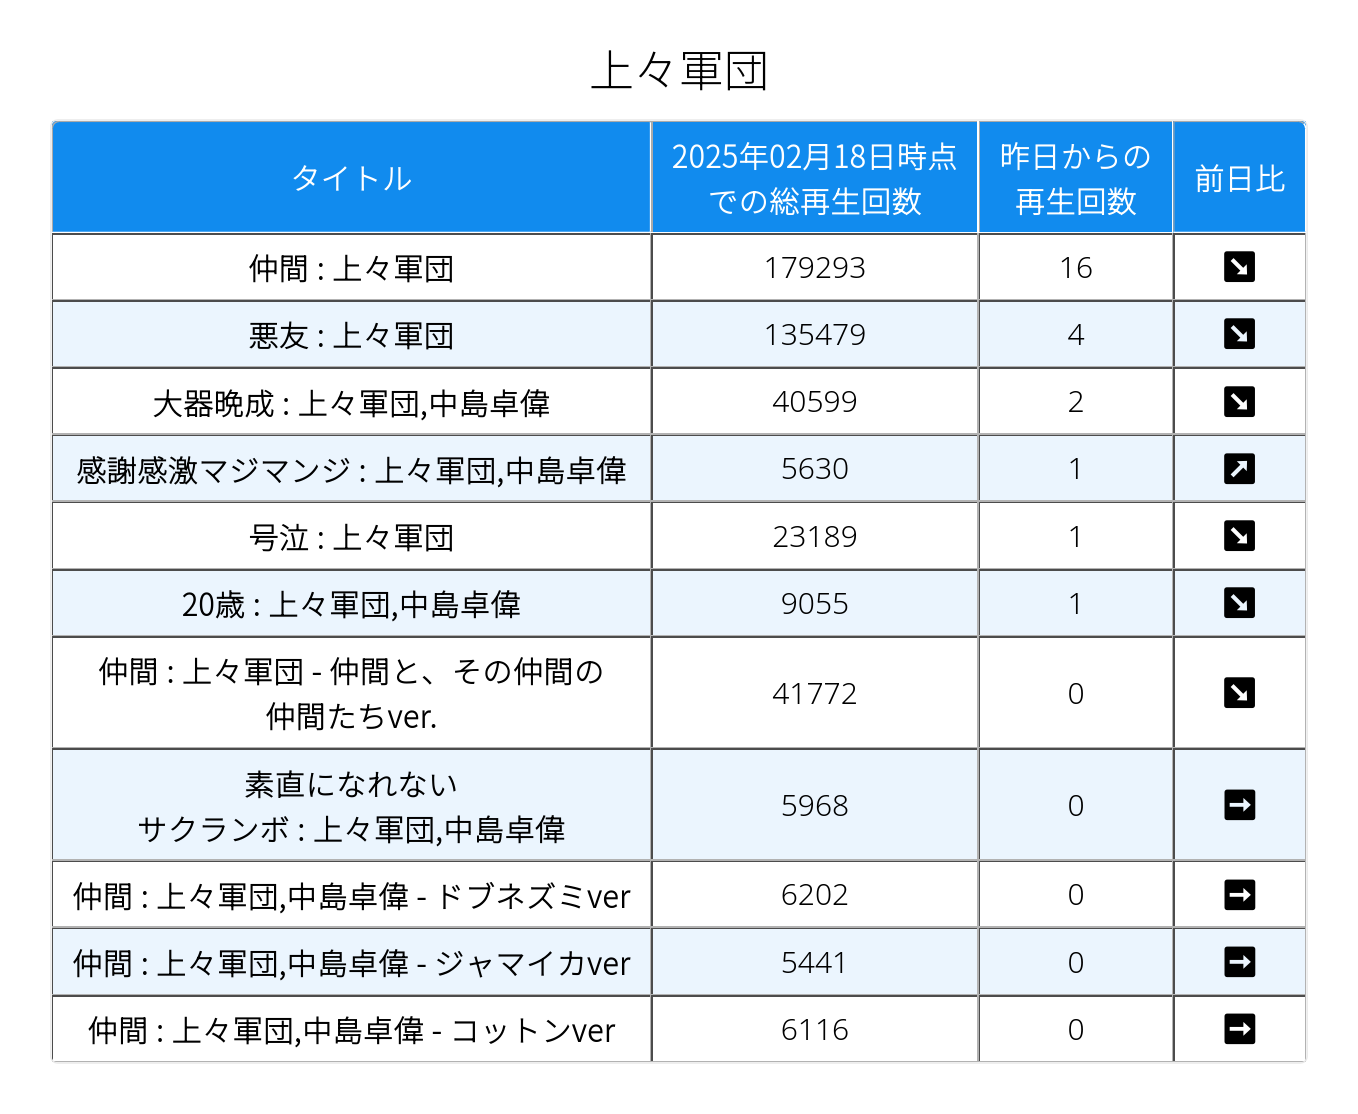 上々軍団
タイトル
2025年02月18日時点
での総再生回数
昨日からの
再生回数
前日比
仲間 : 上々軍団
179293
16
悪友 : 上々軍団
135479
4
大器晩成 : 上々軍団,中島卓偉
40599
2
感謝感激マジマンジ : 上々軍団,中島卓偉
5630
1
号泣 : 上々軍団
23189
1
20歳 : 上々軍団,中島卓偉
9055
1
仲間 : 上々軍団 - 仲間と、その仲間の
仲間たちver.
41772
0
素直になれない
サクランボ : 上々軍団,中島卓偉
5968
0
仲間 : 上々軍団,中島卓偉 - ドブネズミver
6202
0
仲間 : 上々軍団,中島卓偉 - ジャマイカver
5441
0
仲間 : 上々軍団,中島卓偉 - コットンver
6116
0